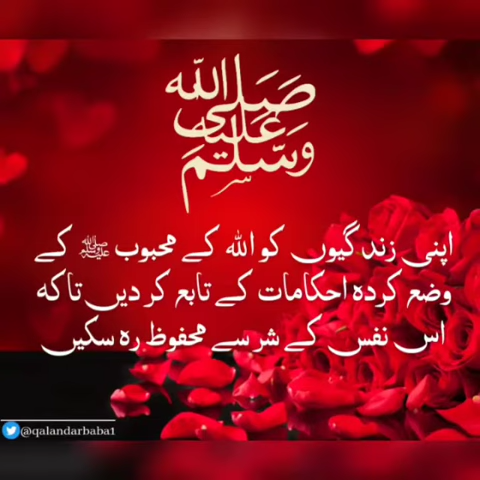 صلى الله عليه وسلم
اپنی زندگیوں کو اللہ کے محبوب ﷺ کے
وضع کردہ احکامات کے تابع کر دیں تاکہ
اس نفس کے شر سے محفوظ رہ سکیں
@qalandarbaba1